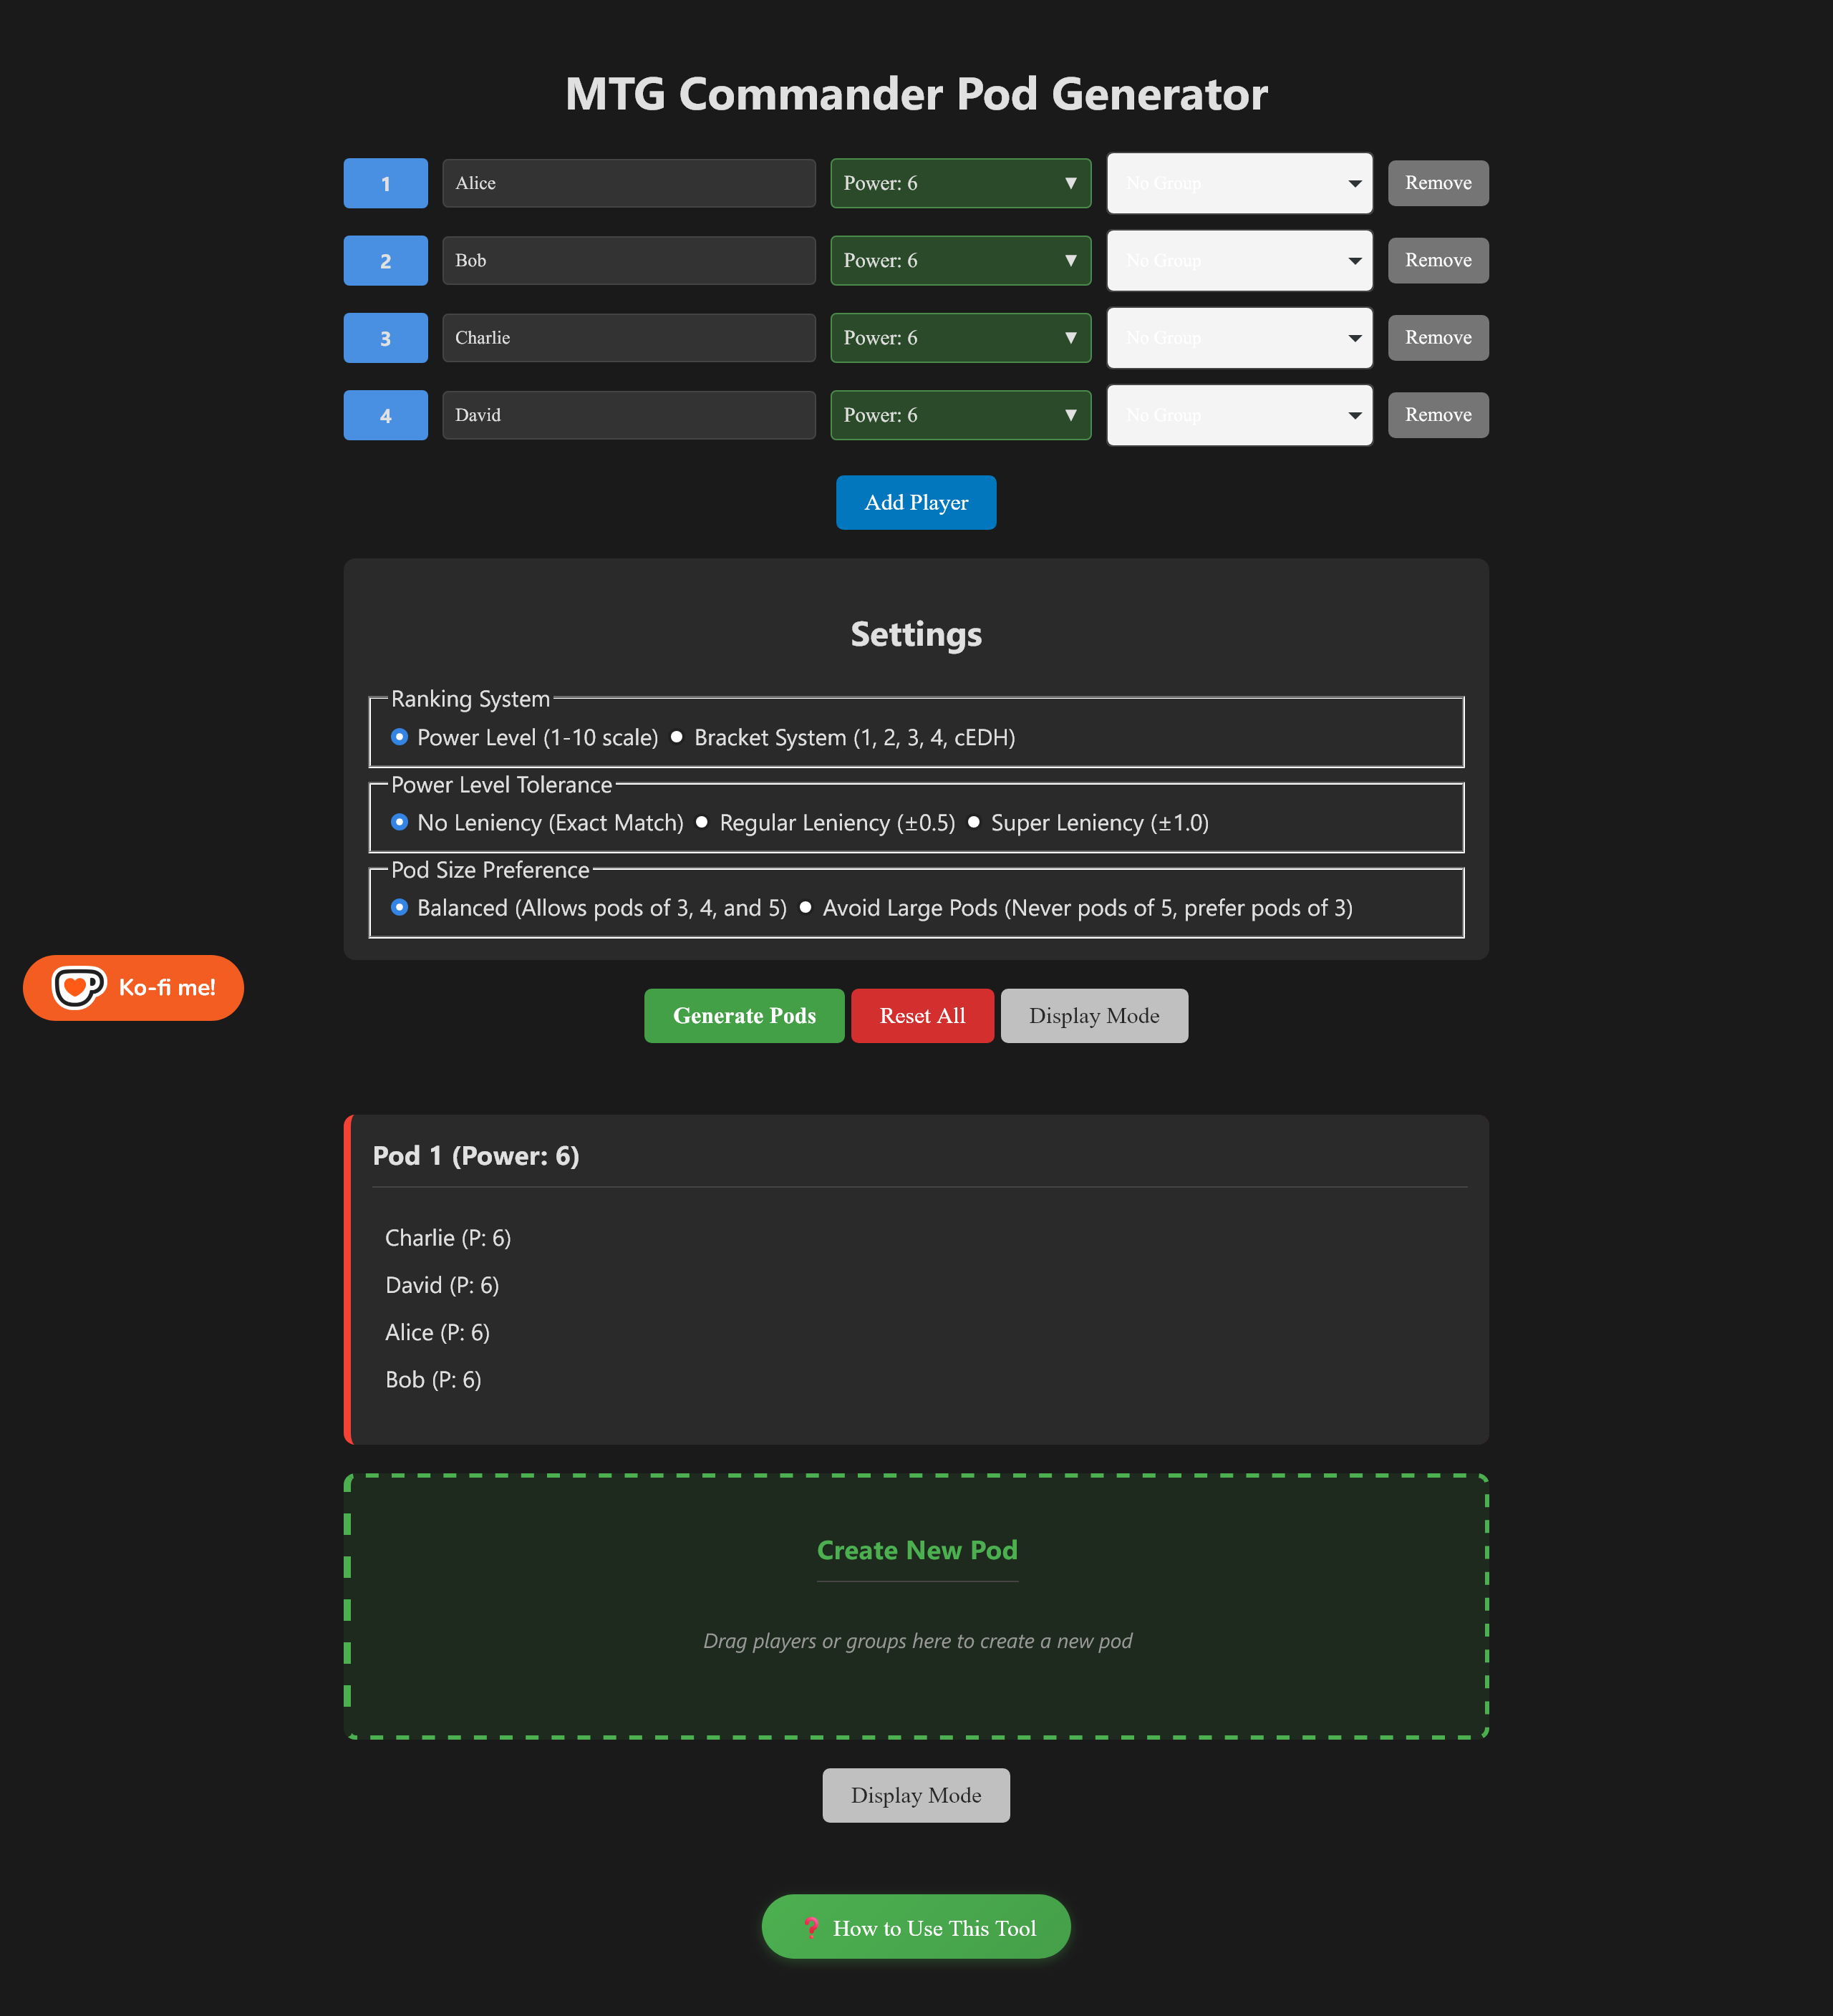 MTG Commander Pod Generator
1 Alice Power: 6 ▼ No Group Remove
2 Bob Power: 6 ▼ No Group Remove
3 Charlie Power: 6 ▼ No Group Remove
4 David Power: 6 ▼ No Group Remove
Add Player
Settings
Ranking System
Power Level (1-10 scale) Bracket System (1, 2, 3, 4, cEDH)
Power Level Tolerance
No Leniency (Exact Match) Regular Leniency (±0.5) Super Leniency (±1.0)
Pod Size Preference
Balanced (Allows pods of 3, 4, and 5) Avoid Large Pods (Never pods of 5, prefer pods of 3)
Ko-fi me!
Generate Pods Reset All Display Mode
Pod 1 (Power: 6)
Charlie (P: 6)
David (P: 6)
Alice (P: 6)
Bob (P: 6)
Create New Pod
Drag players or groups here to create a new pod
Display Mode
❓ How to Use This Tool